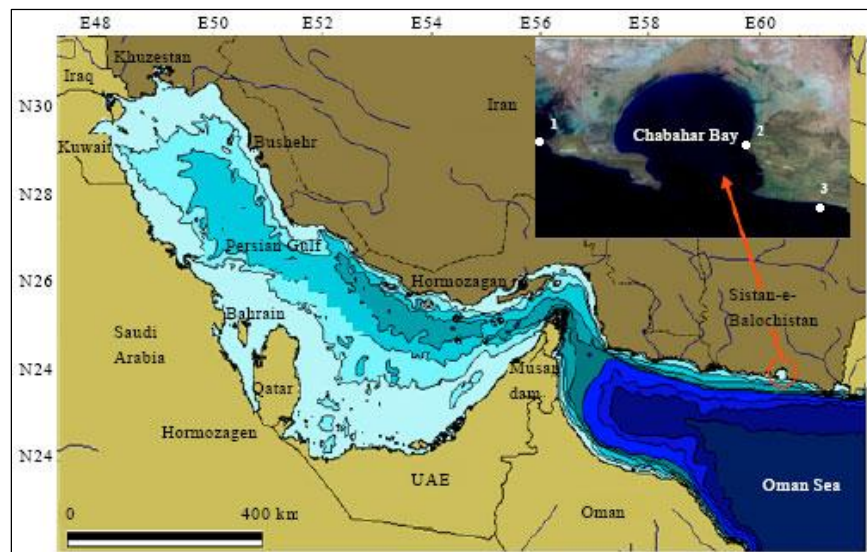 E48 E50 E52 E54 E56 E58 E60
Khuzestan
Iraq
N30
Iran
Kuwait
Bushehr
1
Chabahar Bay
2
3
N28
Persian Gulf
N26
Hormozagan
Bahrain
Sistan-e-
Balochistan
Saudi
Arabia
N24
Qatar
Musan
dam
Hormozagen
N24
UAE
Oman Sea
0 400 km
Oman